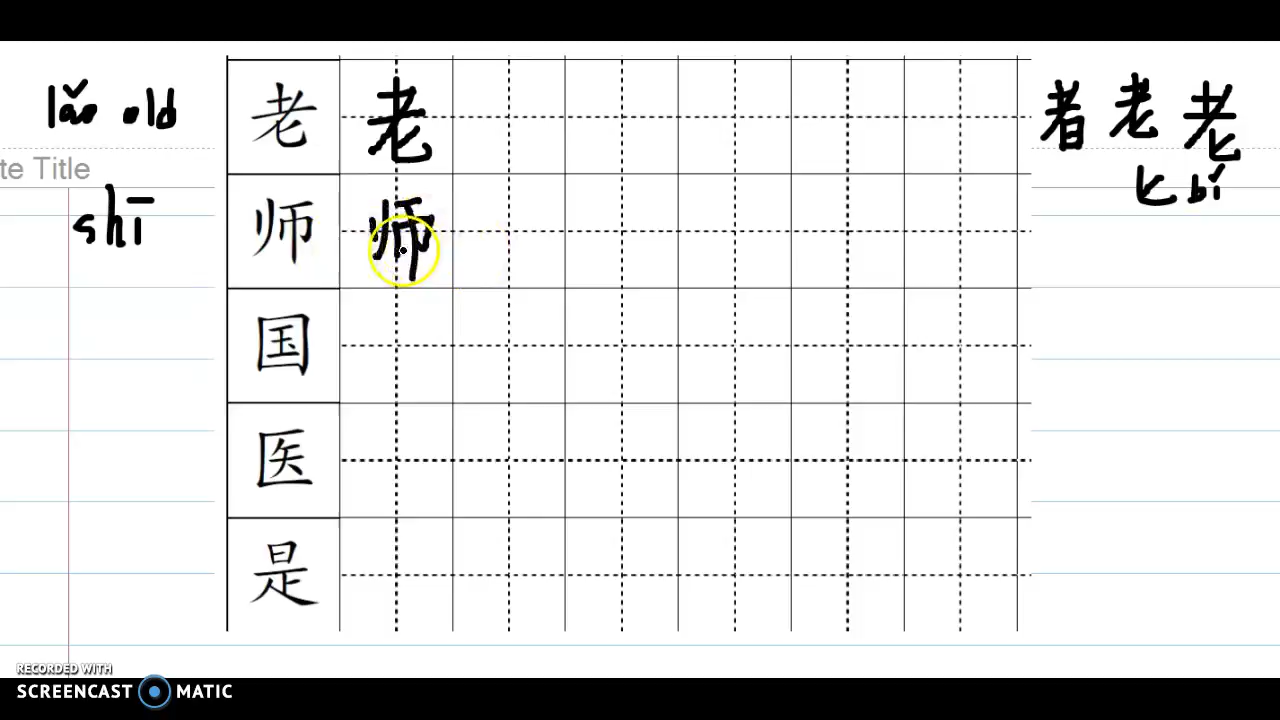 lǎo old 老 老 者 老 老
te Title
匕 bǐ
shī 师 师
国
医
是
RECORDED WITH
SCREENCAST MATIC